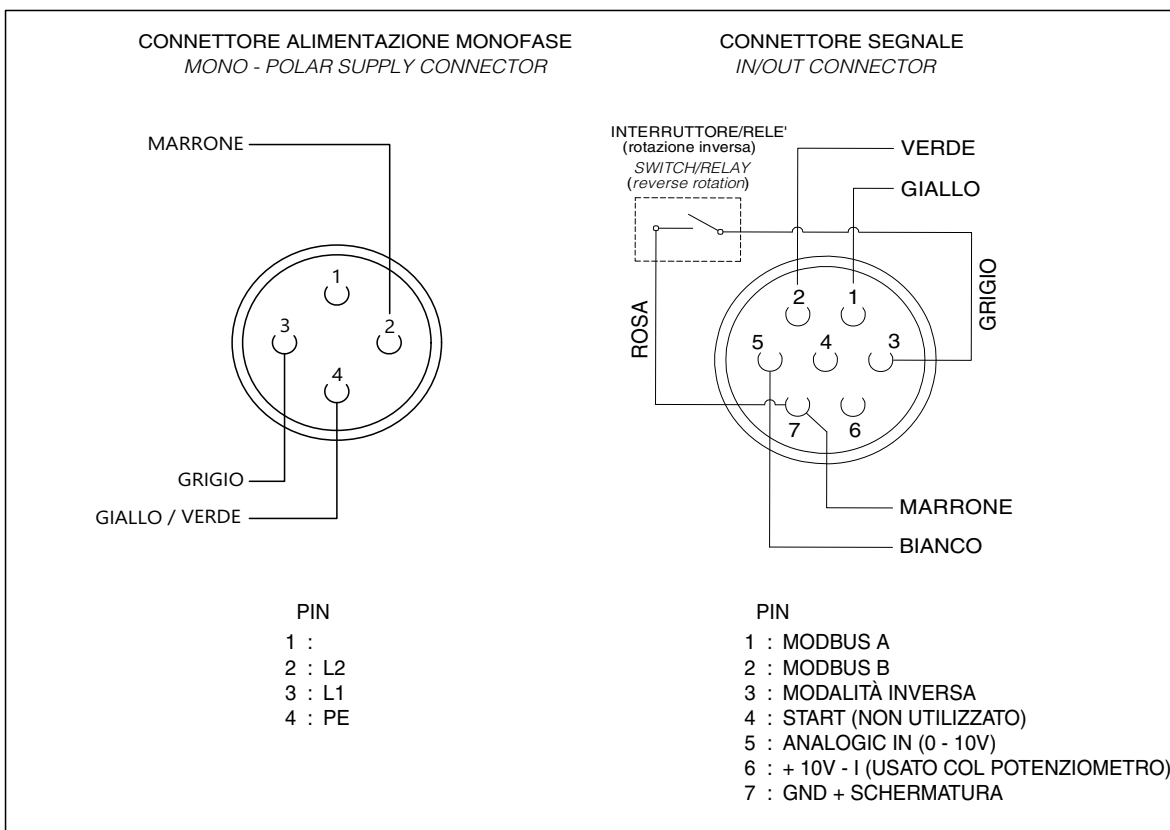 CONNETTORE ALIMENTAZIONE MONOFASE
MONO - POLAR SUPPLY CONNECTOR
MARRONE
1
3
2
4
GRIGIO
GIALLO / VERDE
PIN
1 :
2 : L2
3 : L1
4 : PE
CONNETTORE SEGNALE
IN/OUT CONNECTOR
INTERRUTTORE/RELE'
(rotazione inversa)
SWITCH/RELAY
(reverse rotation)
VERDE
GIALLO
ROSA
GRIGIO
2
1
5
4
3
7
6
MARRONE
BIANCO
PIN
1 : MODBUS A
2 : MODBUS B
3 : MODALITÀ INVERSA
4 : START (NON UTILIZZATO)
5 : ANALOGIC IN (0 - 10V)
6 : + 10V - I (USATO COL POTENZIOMETRO)
7 : GND + SCHERMATURA